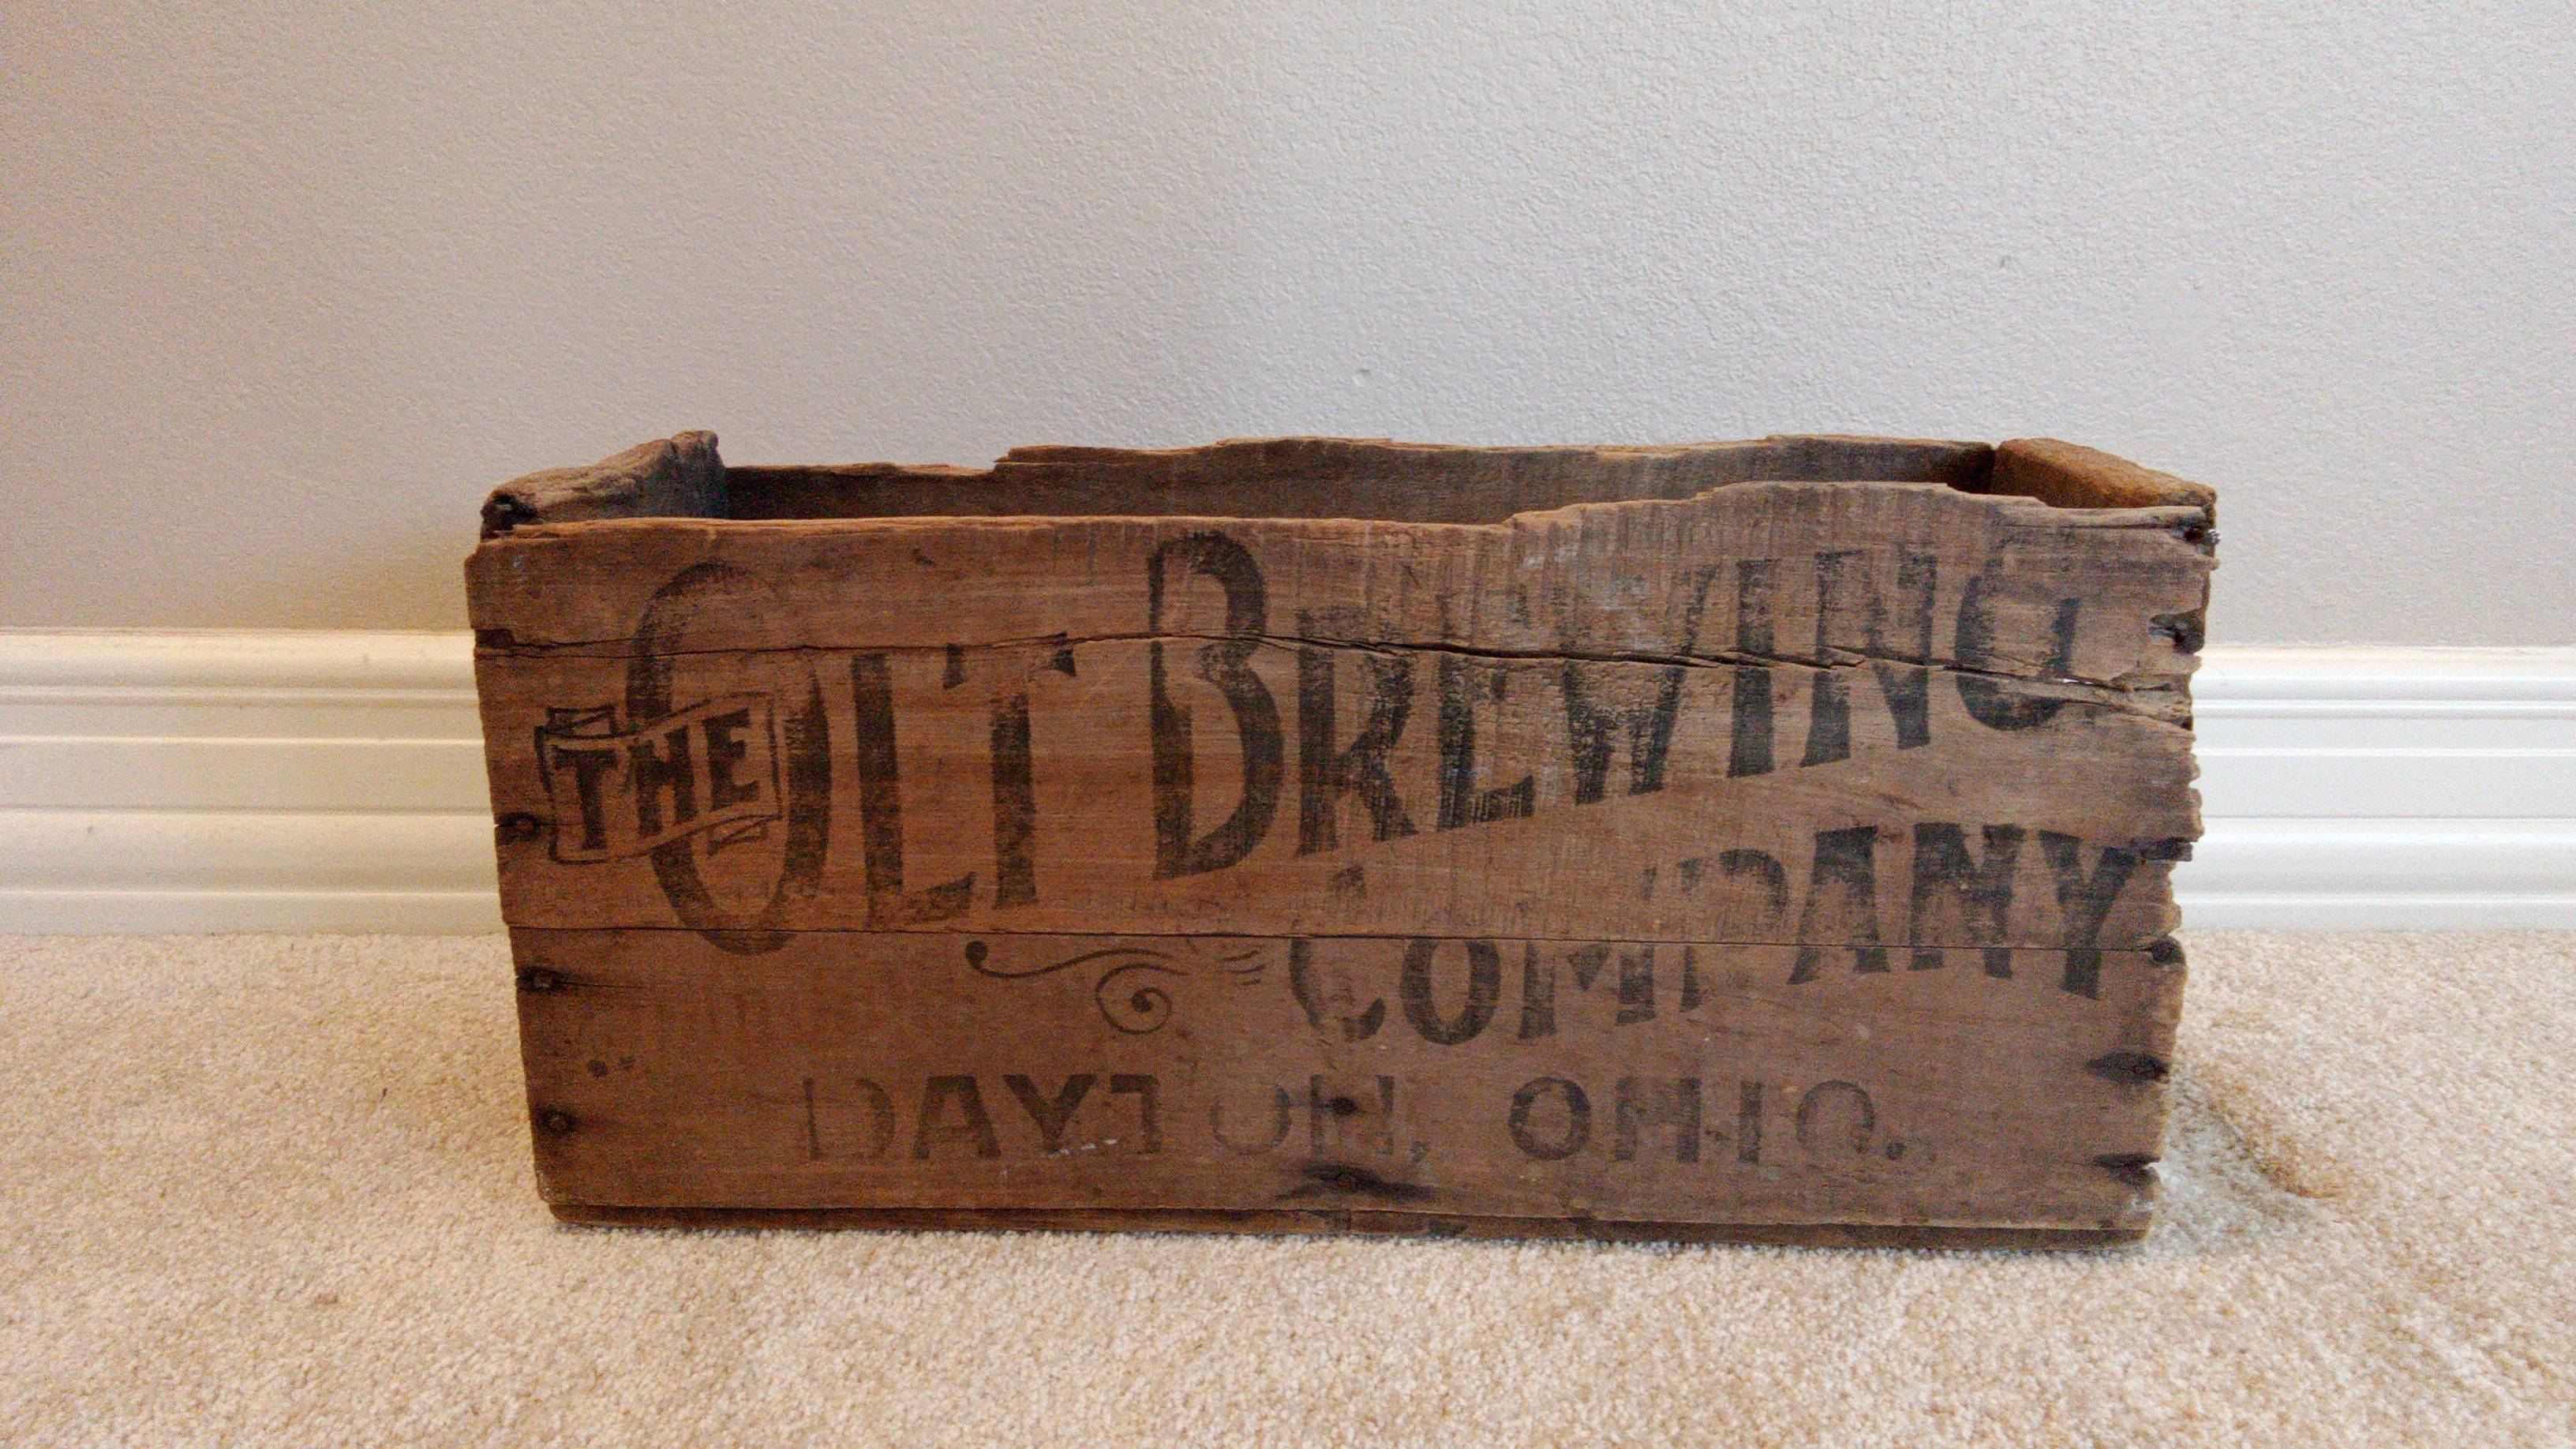 THE OLT BREWING
COMPANY
DAYTON, OHIO.